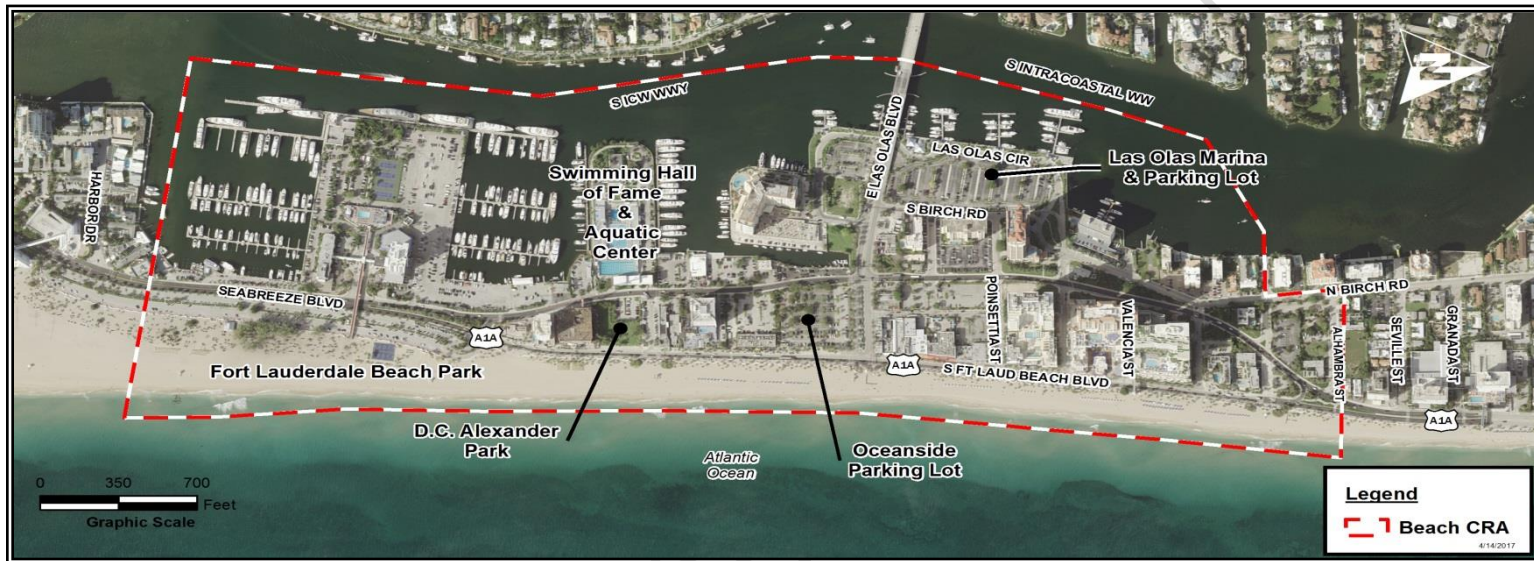 S ICW WWY
S INTRACOASTAL WW
N
E LAS OLAS BLVD
LAS OLAS CIR
Las Olas Marina
& Parking Lot
S BIRCH RD
HARBOR DR
Swimming Hall
of Fame
&
Aquatic
Center
SEABREEZE BLVD
A1A
POINSETTIA ST
VALENCIA ST
N BIRCH RD
ALHAMBRA ST
SEVILLE ST
GRANADA ST
Fort Lauderdale Beach Park
A1A
S FT LAUD BEACH BLVD
A1A
D.C. Alexander
Park
Atlantic
Ocean
Oceanside
Parking Lot
0 350 700
Feet
Graphic Scale
Legend
Beach CRA
4/14/2017